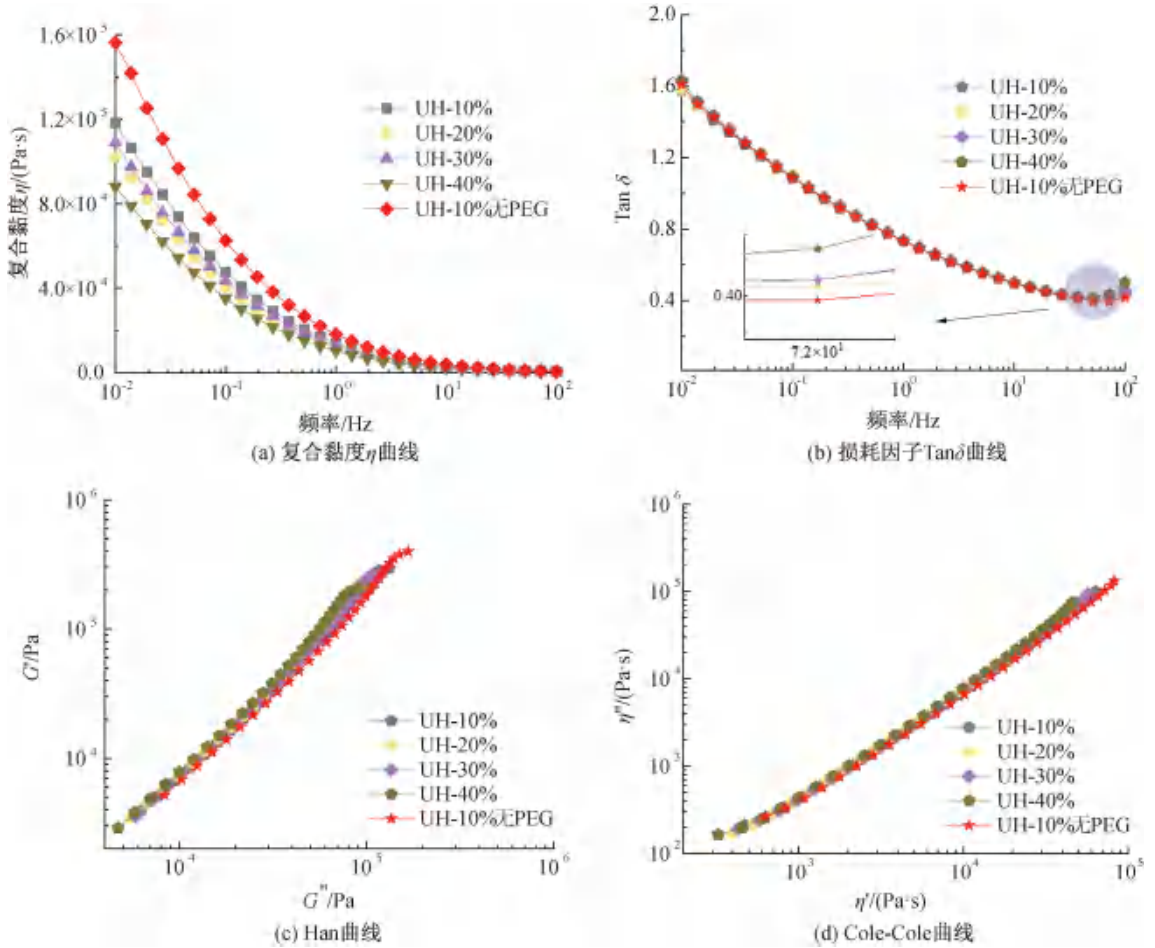 1.6×10⁵
1.2×10⁵
8.0×10⁴
4.0×10⁴
0.0
复合黏度η/(Pa·s)
UH-10%
UH-20%
UH-30%
UH-40%
UH-10%无PEG
10⁻² 10⁻¹ 10⁰ 10¹ 10²
频率/Hz
(a) 复合黏度η曲线
2.0
1.6
1.2
0.8
0.4
Tan δ
UH-10%
UH-20%
UH-30%
UH-40%
UH-10%无PEG
0.40
7.2×10¹
10⁻² 10⁻¹ 10⁰ 10¹ 10²
频率/Hz
(b) 损耗因子Tanδ曲线
10⁶
10⁵
10⁴
G'/Pa
UH-10%
UH-20%
UH-30%
UH-40%
UH-10%无PEG
10⁻⁴ 10⁵ 10⁶
G''/Pa
(c) Han曲线
10⁶
10⁵
10⁴
10³
10²
η''/(Pa·s)
UH-10%
UH-20%
UH-30%
UH-40%
UH-10%无PEG
10³ 10⁴ 10⁵
η'/(Pa·s)
(d) Cole-Cole曲线